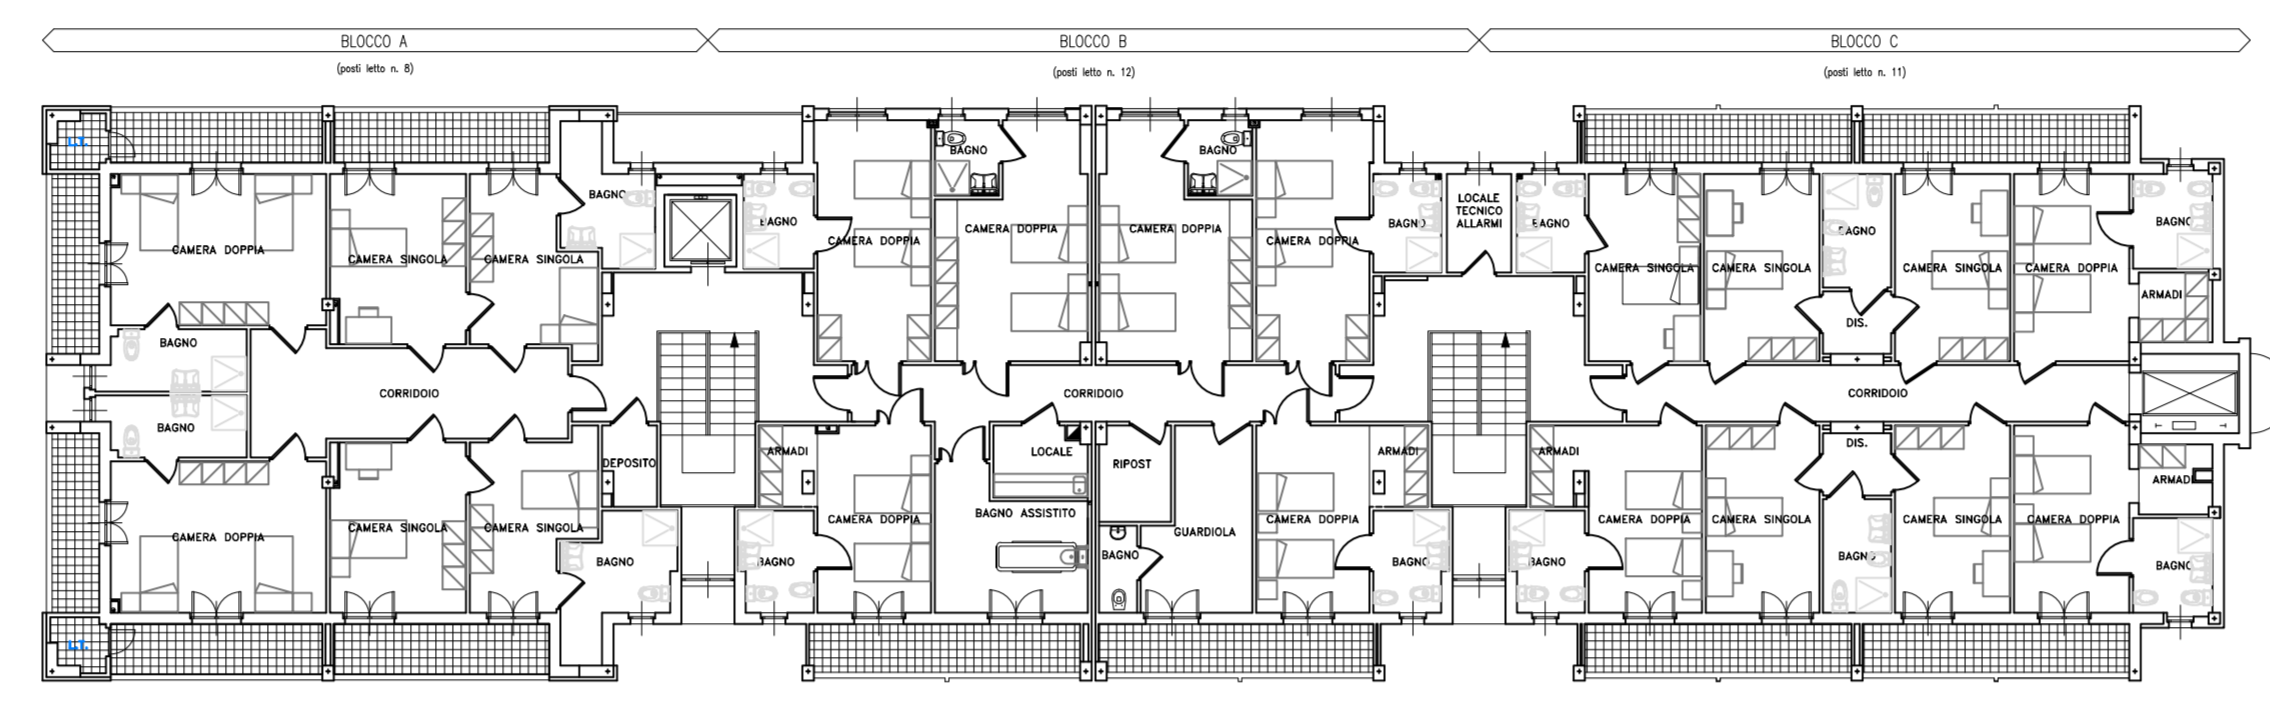 BLOCCO A
BLOCCO B
BLOCCO C
(posti letto n. 8)
(posti letto n. 12)
(posti letto n. 11)
L.T.
BAGNO
BAGNO
BAGNO
BAGNO
BAGNO
BAGNO
BAGNO
BAGNO
LOCALE
TECNICO
ALLARMI
CAMERA DOPPIA
CAMERA SINGOLA
CAMERA SINGOLA
CAMERA DOPPIA
CAMERA DOPPIA
CAMERA DOPPIA
CAMERA DOPPIA
CAMERA SINGOLA
CAMERA SINGOLA
CAMERA SINGOLA
CAMERA DOPPIA
ARMADI
DIS.
BAGNO
CORRIDOIO
CORRIDOIO
CORRIDOIO
BAGNO
DEPOSITO
ARMADI
LOCALE
RIPOST
ARMADI
ARMADI
DIS.
ARMADI
CAMERA DOPPIA
CAMERA SINGOLA
CAMERA SINGOLA
CAMERA DOPPIA
BAGNO ASSISTITO
GUARDIOLA
CAMERA DOPPIA
CAMERA DOPPIA
CAMERA SINGOLA
CAMERA SINGOLA
CAMERA DOPPIA
BAGNO
BAGNO
BAGNO
BAGNO
BAGNO
BAGNO
BAGNO
L.T.